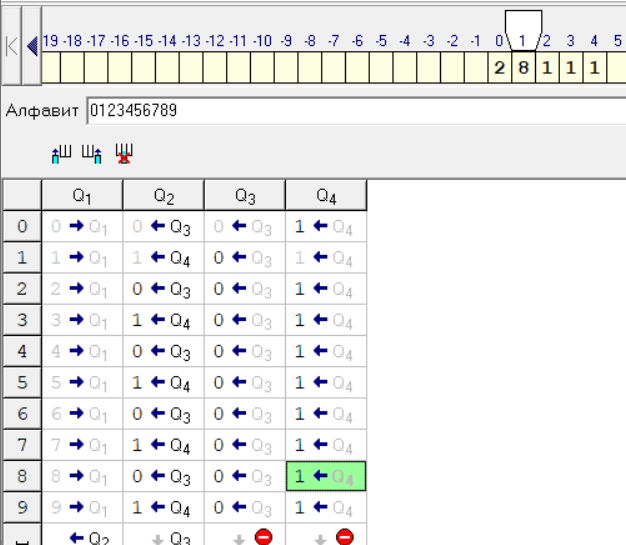 19 -18 -17 -16 -15 -14 -13 -12 -11 -10 -9 -8 -7 -6 -5 -4 -3 -2 -1 0 1 2 3 4 5
2 8 1 1 1
Алфавит 0123456789
Q1 Q2 Q3 Q4
0 0 → Q1 0 ← Q3 0 ← Q3 1 ← Q4
1 1 → Q1 1 ← Q4 0 ← Q3 1 ← Q4
2 2 → Q1 0 ← Q3 0 ← Q3 1 ← Q4
3 3 → Q1 1 ← Q4 0 ← Q3 1 ← Q4
4 4 → Q1 0 ← Q3 0 ← Q3 1 ← Q4
5 5 → Q1 1 ← Q4 0 ← Q3 1 ← Q4
6 6 → Q1 0 ← Q3 0 ← Q3 1 ← Q4
7 7 → Q1 1 ← Q4 0 ← Q3 1 ← Q4
8 8 → Q1 0 ← Q3 0 ← Q3 1 ← Q4
9 9 → Q1 1 ← Q4 0 ← Q3 1 ← Q4
← Q2 ↓ Q3 ↓ ↓